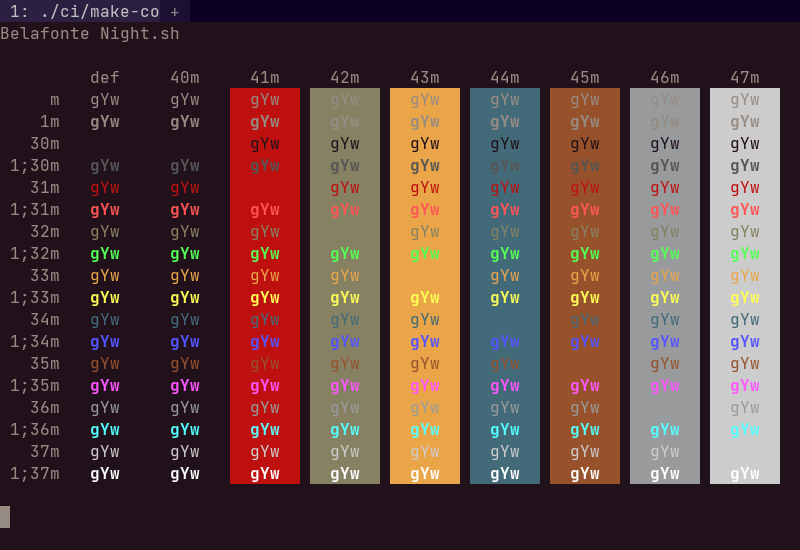 1: ./ci/make-co +
Belafonte Night.sh
def 40m 41m 42m 43m 44m 45m 46m 47m
m gYw gYw gYw gYw gYw gYw gYw gYw gYw
1m gYw gYw gYw gYw gYw gYw gYw gYw gYw
30m gYw gYw gYw gYw gYw gYw gYw
1;30m gYw gYw gYw gYw gYw gYw gYw gYw gYw
31m gYw gYw gYw gYw gYw gYw gYw gYw
1;31m gYw gYw gYw gYw gYw gYw gYw gYw gYw
32m gYw gYw gYw gYw gYw gYw gYw gYw
1;32m gYw gYw gYw gYw gYw gYw gYw gYw gYw
33m gYw gYw gYw gYw gYw gYw gYw gYw
1;33m gYw gYw gYw gYw gYw gYw gYw gYw gYw
34m gYw gYw gYw gYw gYw gYw gYw gYw
1;34m gYw gYw gYw gYw gYw gYw gYw gYw gYw
35m gYw gYw gYw gYw gYw gYw gYw gYw
1;35m gYw gYw gYw gYw gYw gYw gYw gYw gYw
36m gYw gYw gYw gYw gYw gYw gYw gYw
1;36m gYw gYw gYw gYw gYw gYw gYw gYw gYw
37m gYw gYw gYw gYw gYw gYw gYw gYw
1;37m gYw gYw gYw gYw gYw gYw gYw gYw gYw